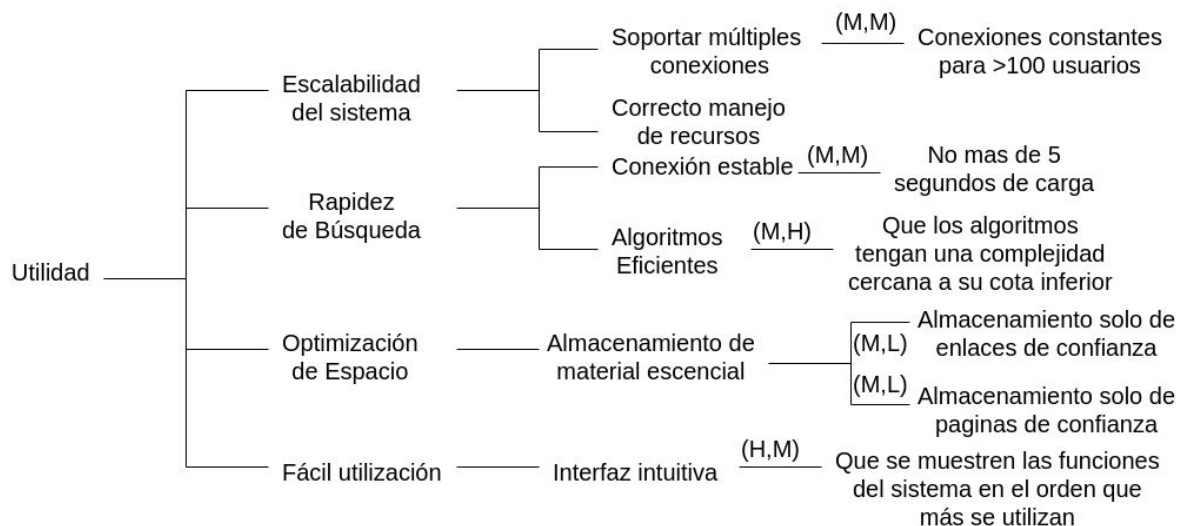 Utilidad
Escalabilidad
del sistema
Soportar múltiples
conexiones
(M,M)
Conexiones constantes
para >100 usuarios
Correcto manejo
de recursos
Rapidez
de Búsqueda
Conexión estable
(M,M)
No mas de 5
segundos de carga
Algoritmos
Eficientes
(M,H)
Que los algoritmos
tengan una complejidad
cercana a su cota inferior
Optimización
de Espacio
Almacenamiento de
material escencial
(M,L)
Almacenamiento solo de
enlaces de confianza
(M,L)
Almacenamiento solo de
paginas de confianza
Fácil utilización
Interfaz intuitiva
(H,M)
Que se muestren las funciones
del sistema en el orden que
más se utilizan